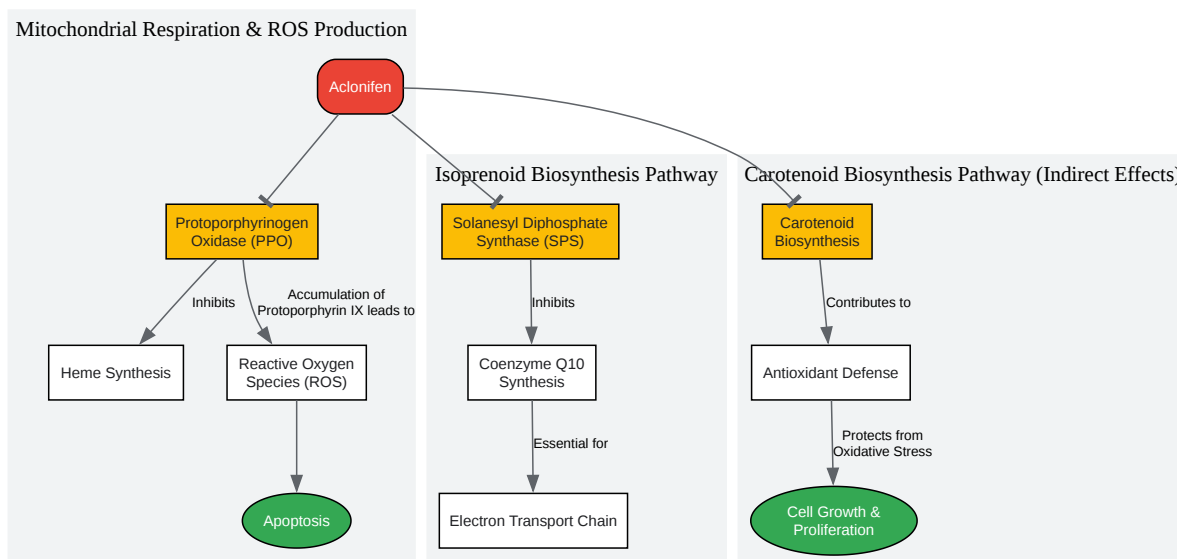 Mitochondrial Respiration & ROS Production
Aclonifen
Isoprenoid Biosynthesis Pathway
Carotenoid Biosynthesis Pathway (Indirect Effects)
Protoporphyrinogen
Oxidase (PPO)
Solanesyl Diphosphate
Synthase (SPS)
Carotenoid
Biosynthesis
Inhibits
Accumulation of
Protoporphyrin IX leads to
Inhibits
Contributes to
Heme Synthesis
Reactive Oxygen
Species (ROS)
Coenzyme Q10
Synthesis
Antioxidant Defense
Essential for
Protects from
Oxidative Stress
Apoptosis
Electron Transport Chain
Cell Growth &
Proliferation